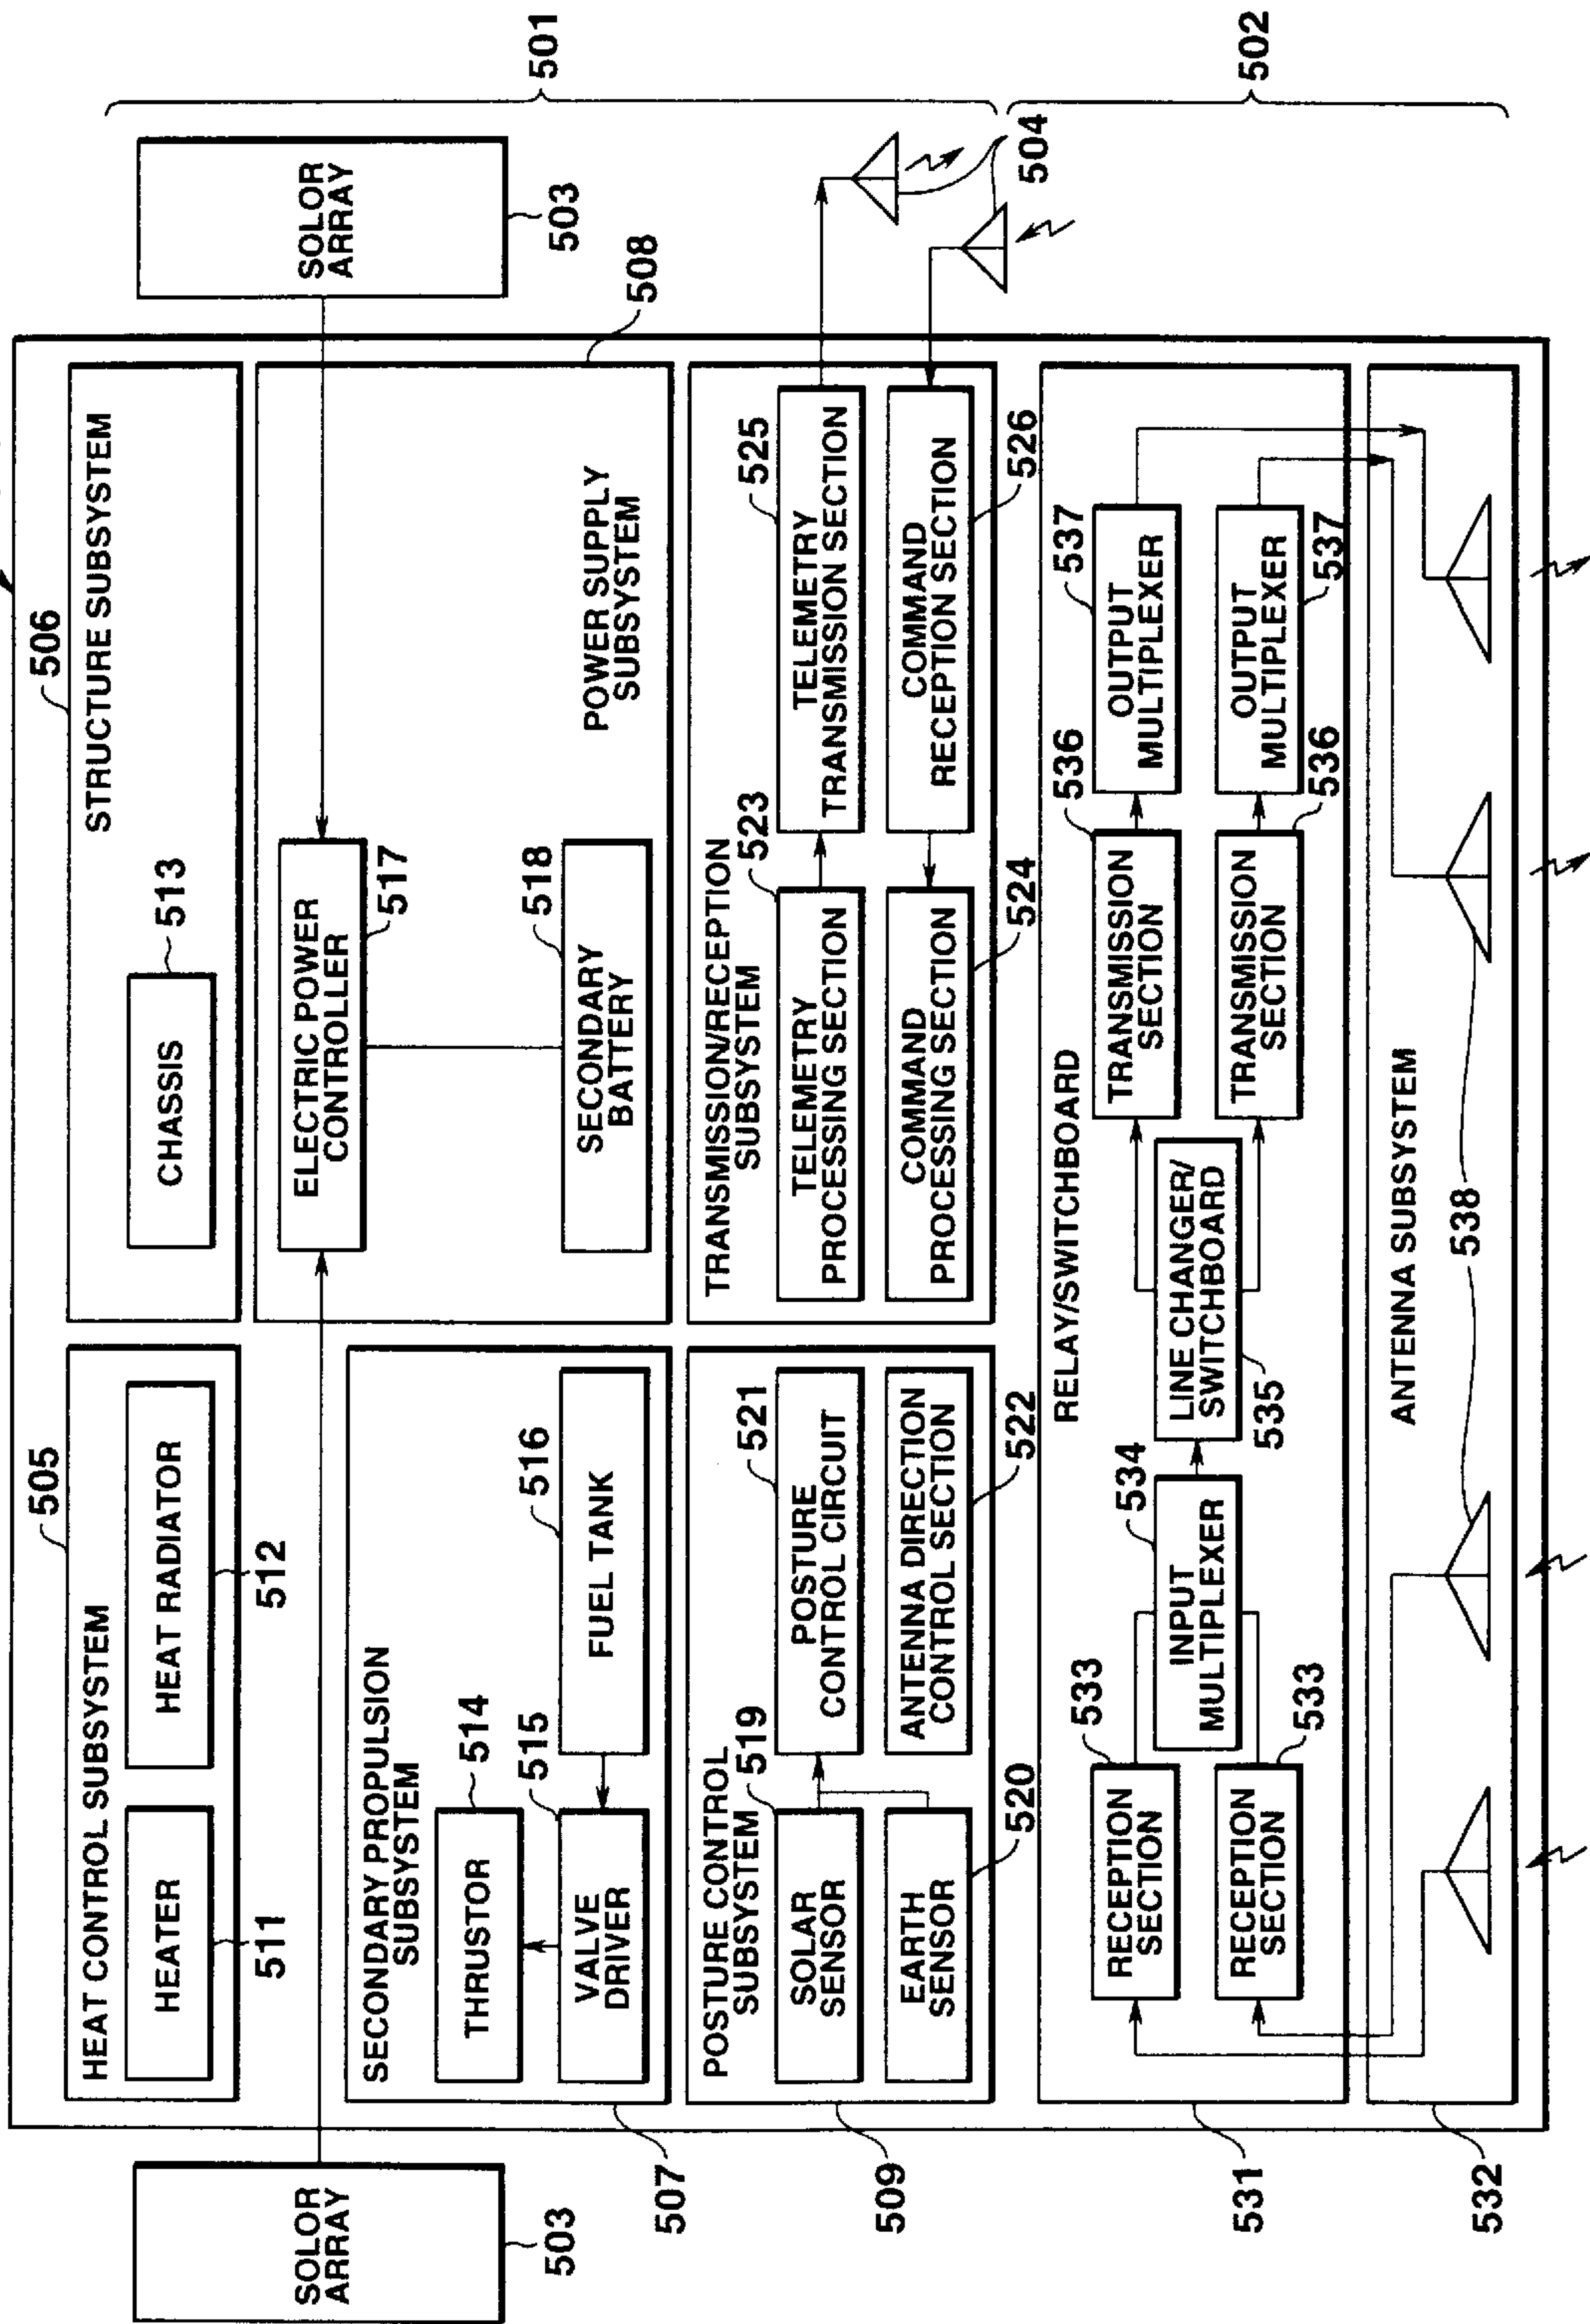 501
502
SOLOR
ARRAY
503
504
508
506
STRUCTURE SUBSYSTEM
CHASSIS
513
505
HEAT CONTROL SUBSYSTEM
HEATER
511
HEAT RADIATOR
512
ELECTRIC POWER
CONTROLLER
517
518
SECONDARY
BATTERY
POWER SUPPLY
SUBSYSTEM
SECONDARY PROPULSION
SUBSYSTEM
514
THRUSTOR
515
VALVE
DRIVER
516
FUEL TANK
SOLOR
ARRAY
503
507
POSTURE CONTROL
SUBSYSTEM
519
SOLAR
SENSOR
EARTH
SENSOR
520
521
POSTURE
CONTROL CIRCUIT
ANTENNA DIRECTION
CONTROL SECTION
522
509
TRANSMISSION/RECEPTION
SUBSYSTEM
523
TELEMETRY
PROCESSING SECTION
525
TELEMETRY
TRANSMISSION SECTION
COMMAND
PROCESSING SECTION
524
COMMAND
RECEPTION SECTION
526
RELAY/SWITCHBOARD
533
RECEPTION
SECTION
RECEPTION
SECTION
533
534
INPUT
MULTIPLEXER
LINE CHANGER/
SWITCHBOARD
535
536
TRANSMISSION
SECTION
TRANSMISSION
SECTION
536
537
OUTPUT
MULTIPLEXER
OUTPUT
MULTIPLEXER
537
531
ANTENNA SUBSYSTEM
538
532